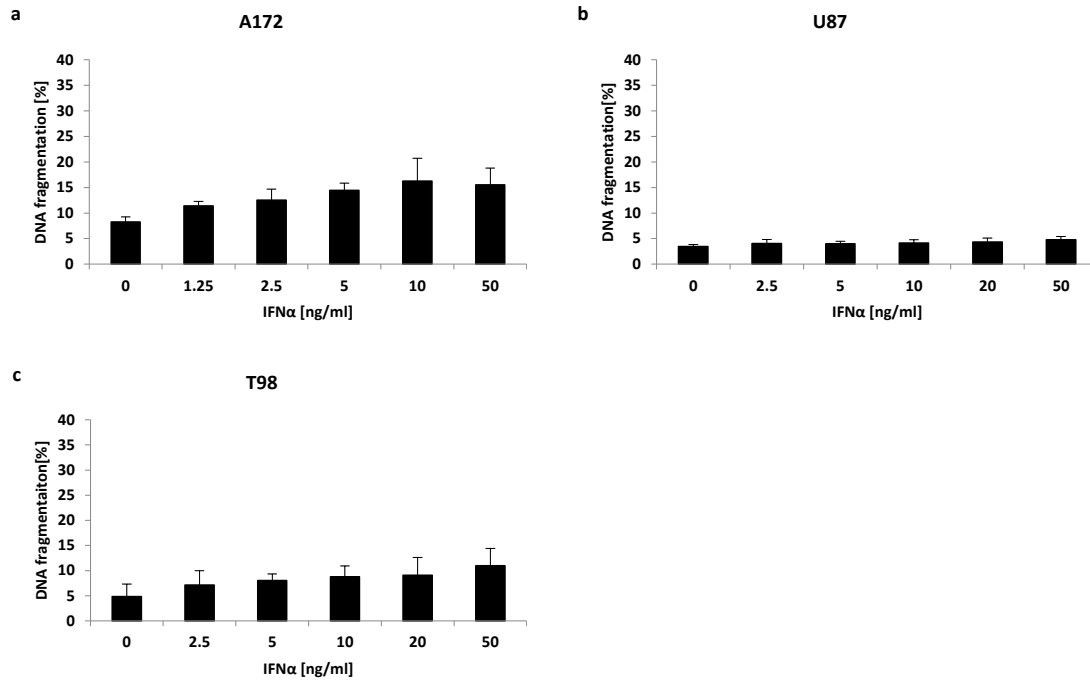 a
A172
DNA fragmentation [%]
40
35
30
25
20
15
10
5
0
0 1.25 2.5 5 10 50
IFNα [ng/ml]
b
U87
DNA fragmentation[%]
40
35
30
25
20
15
10
5
0
0 2.5 5 10 20 50
IFNα [ng/ml]
c
T98
DNA fragmentaiton[%]
40
35
30
25
20
15
10
5
0
0 2.5 5 10 20 50
IFNα [ng/ml]